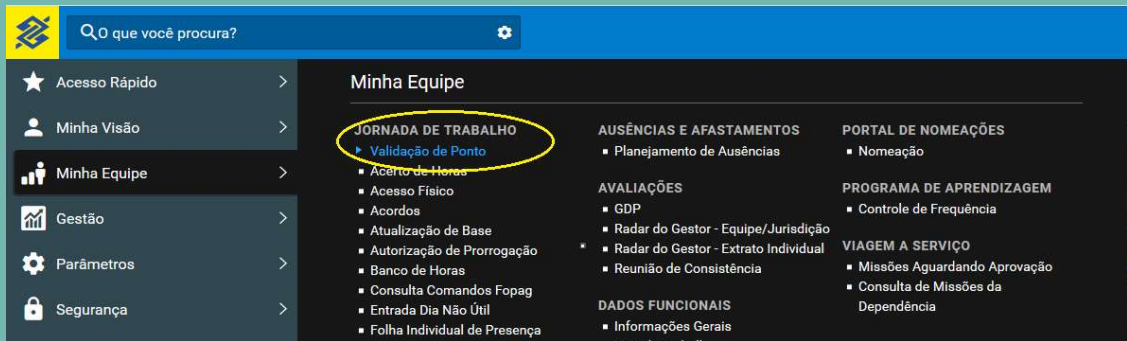 O que você procura?
Acesso Rápido
Minha Visão
Minha Equipe
Gestão
Parâmetros
Segurança
Minha Equipe
JORNADA DE TRABALHO
Validação de Ponto
Acerto de Horas
Acesso Físico
Acordos
Atualização de Base
Autorização de Prorrogação
Banco de Horas
Consulta Comandos Fopag
Entrada Dia Não Útil
Folha Individual de Presença
AUSÊNCIAS E AFASTAMENTOS
Planejamento de Ausências
AVALIAÇÕES
GDP
Radar do Gestor - Equipe/Jurisdição
Radar do Gestor - Extrato Individual
Reunião de Consistência
DADOS FUNCIONAIS
Informações Gerais
PORTAL DE NOMEAÇÕES
Nomeação
PROGRAMA DE APRENDIZAGEM
Controle de Frequência
VIAGEM A SERVIÇO
Missões Aguardando Aprovação
Consulta de Missões da
Dependência